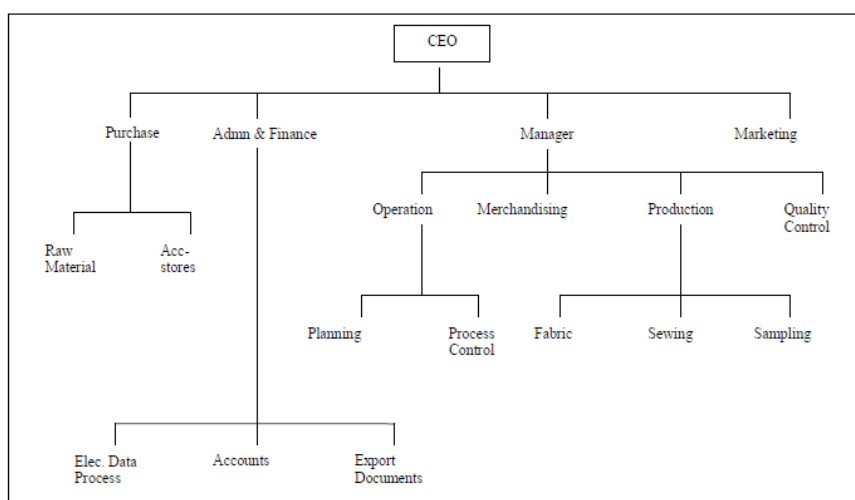 CEO
Purchase
Admn & Finance
Manager
Marketing
Operation
Merchandising
Production
Quality
Control
Raw
Material
Acc-
stores
Planning
Process
Control
Fabric
Sewing
Sampling
Elec. Data
Process
Accounts
Export
Documents